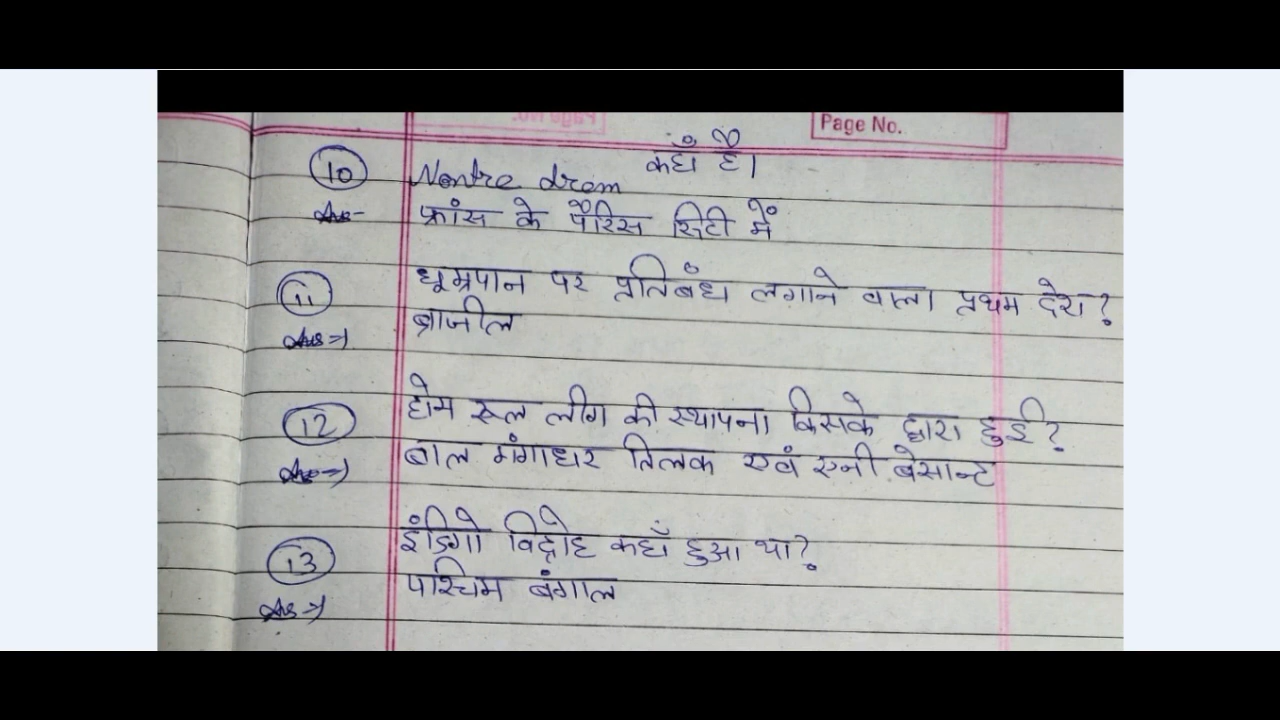 Page No.
10 Nontre drem कहाँ है।
Ans- फ्रांस के पेरिस सिटी में
11 धूम्रपान पर प्रतिबंध लगाने वाला प्रथम देश?
Ans⇒ ब्राजील
12 होम रूल लीग की स्थापना किसके द्वारा हुई?
Ans⇒ बाल गंगाधर तिलक एवं एनी बेसान्ट
13 इंडिगो विद्रोह कहाँ हुआ था?
Ans⇒ पश्चिम बंगाल